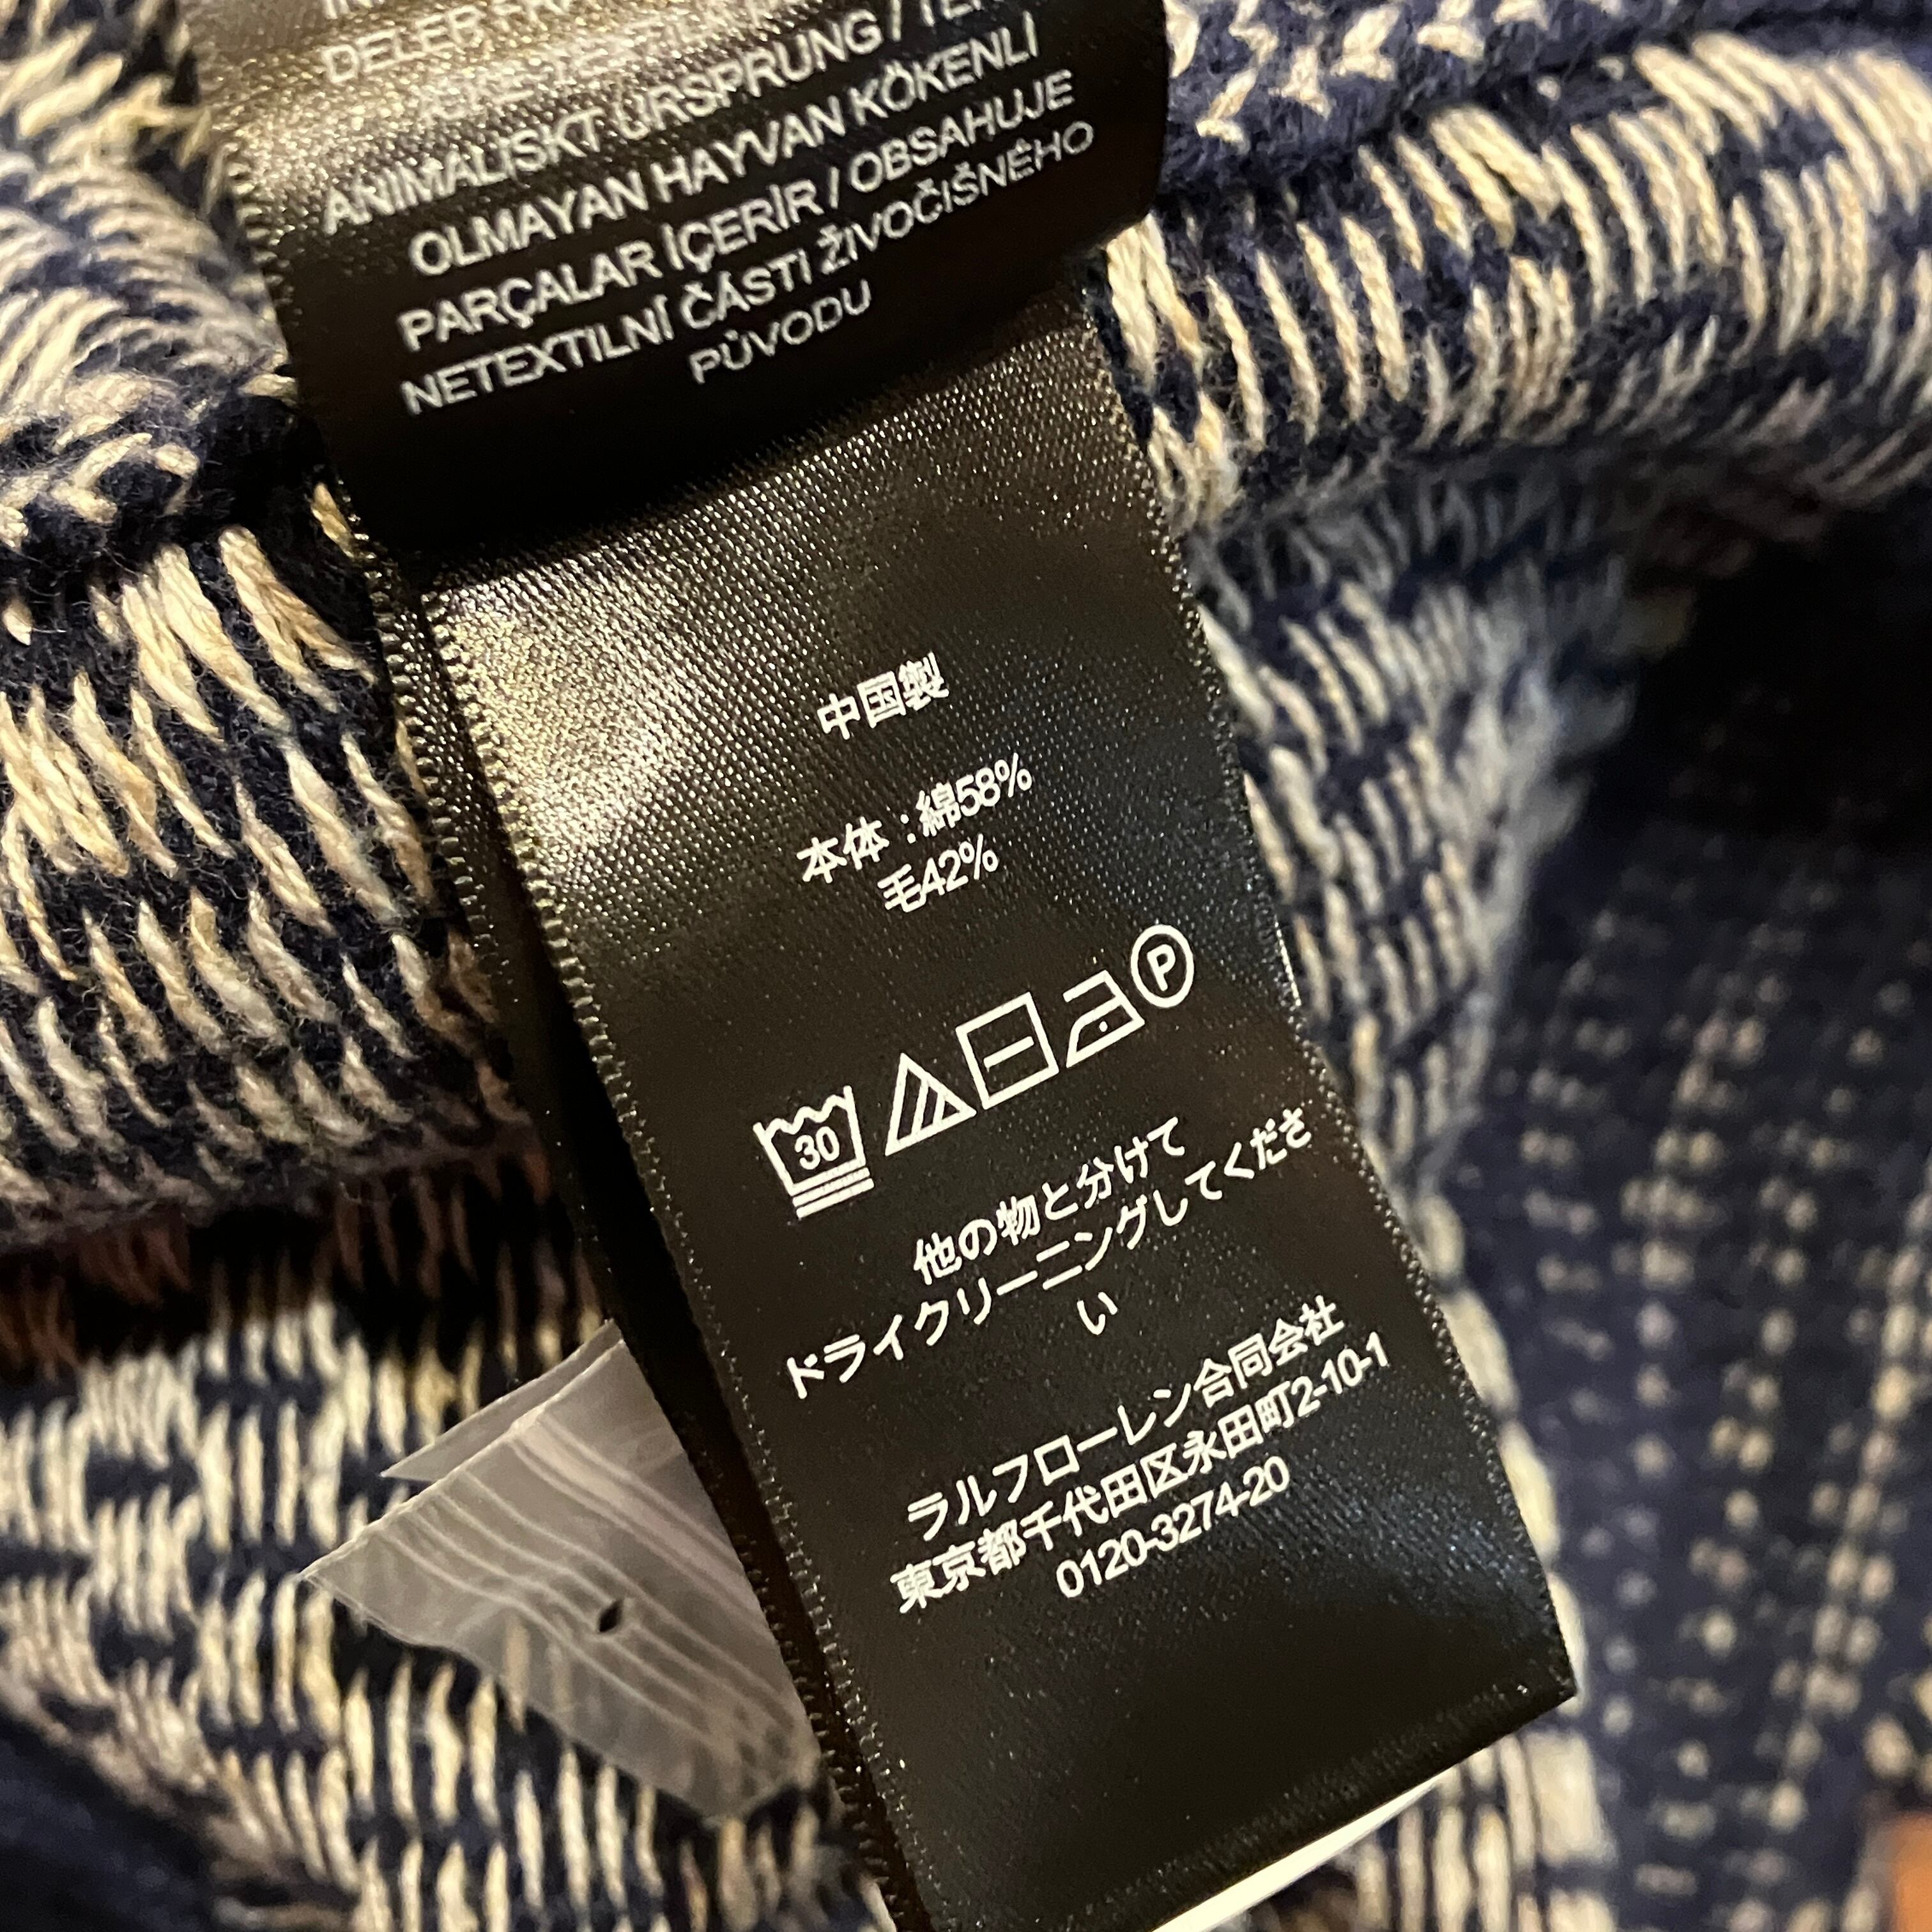 DELER FRA
ANIMALISKT URSPRUNG /
OLMAYAN HAYVAN KÖKENLİ
PARÇALAR İÇERİR / OBSAHUJE
NETEXTILNÍ ČÁSTI ŽIVOČIŠNÉHO
PŮVODU
中国製
本体 : 綿58%
毛42%
P
30
他の物と分けて
ドライクリーニングしてくださ
い
ラルフローレン合同会社
東京都千代田区永田町2-10-1
0120-3274-20